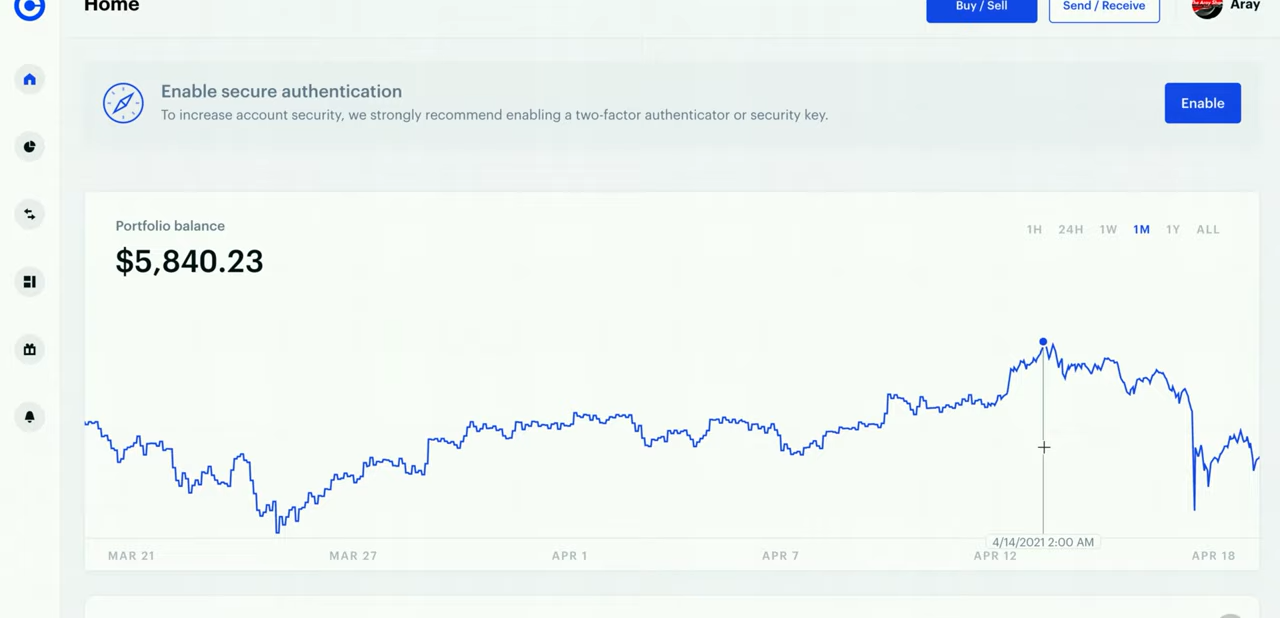 Home
Buy / Sell
Send / Receive
Aray
Enable secure authentication
To increase account security, we strongly recommend enabling a two-factor authenticator or security key.
Enable
Portfolio balance
$5,840.23
1H 24H 1W 1M 1Y ALL
4/14/2021 2:00 AM
MAR 21 MAR 27 APR 1 APR 7 APR 12 APR 18